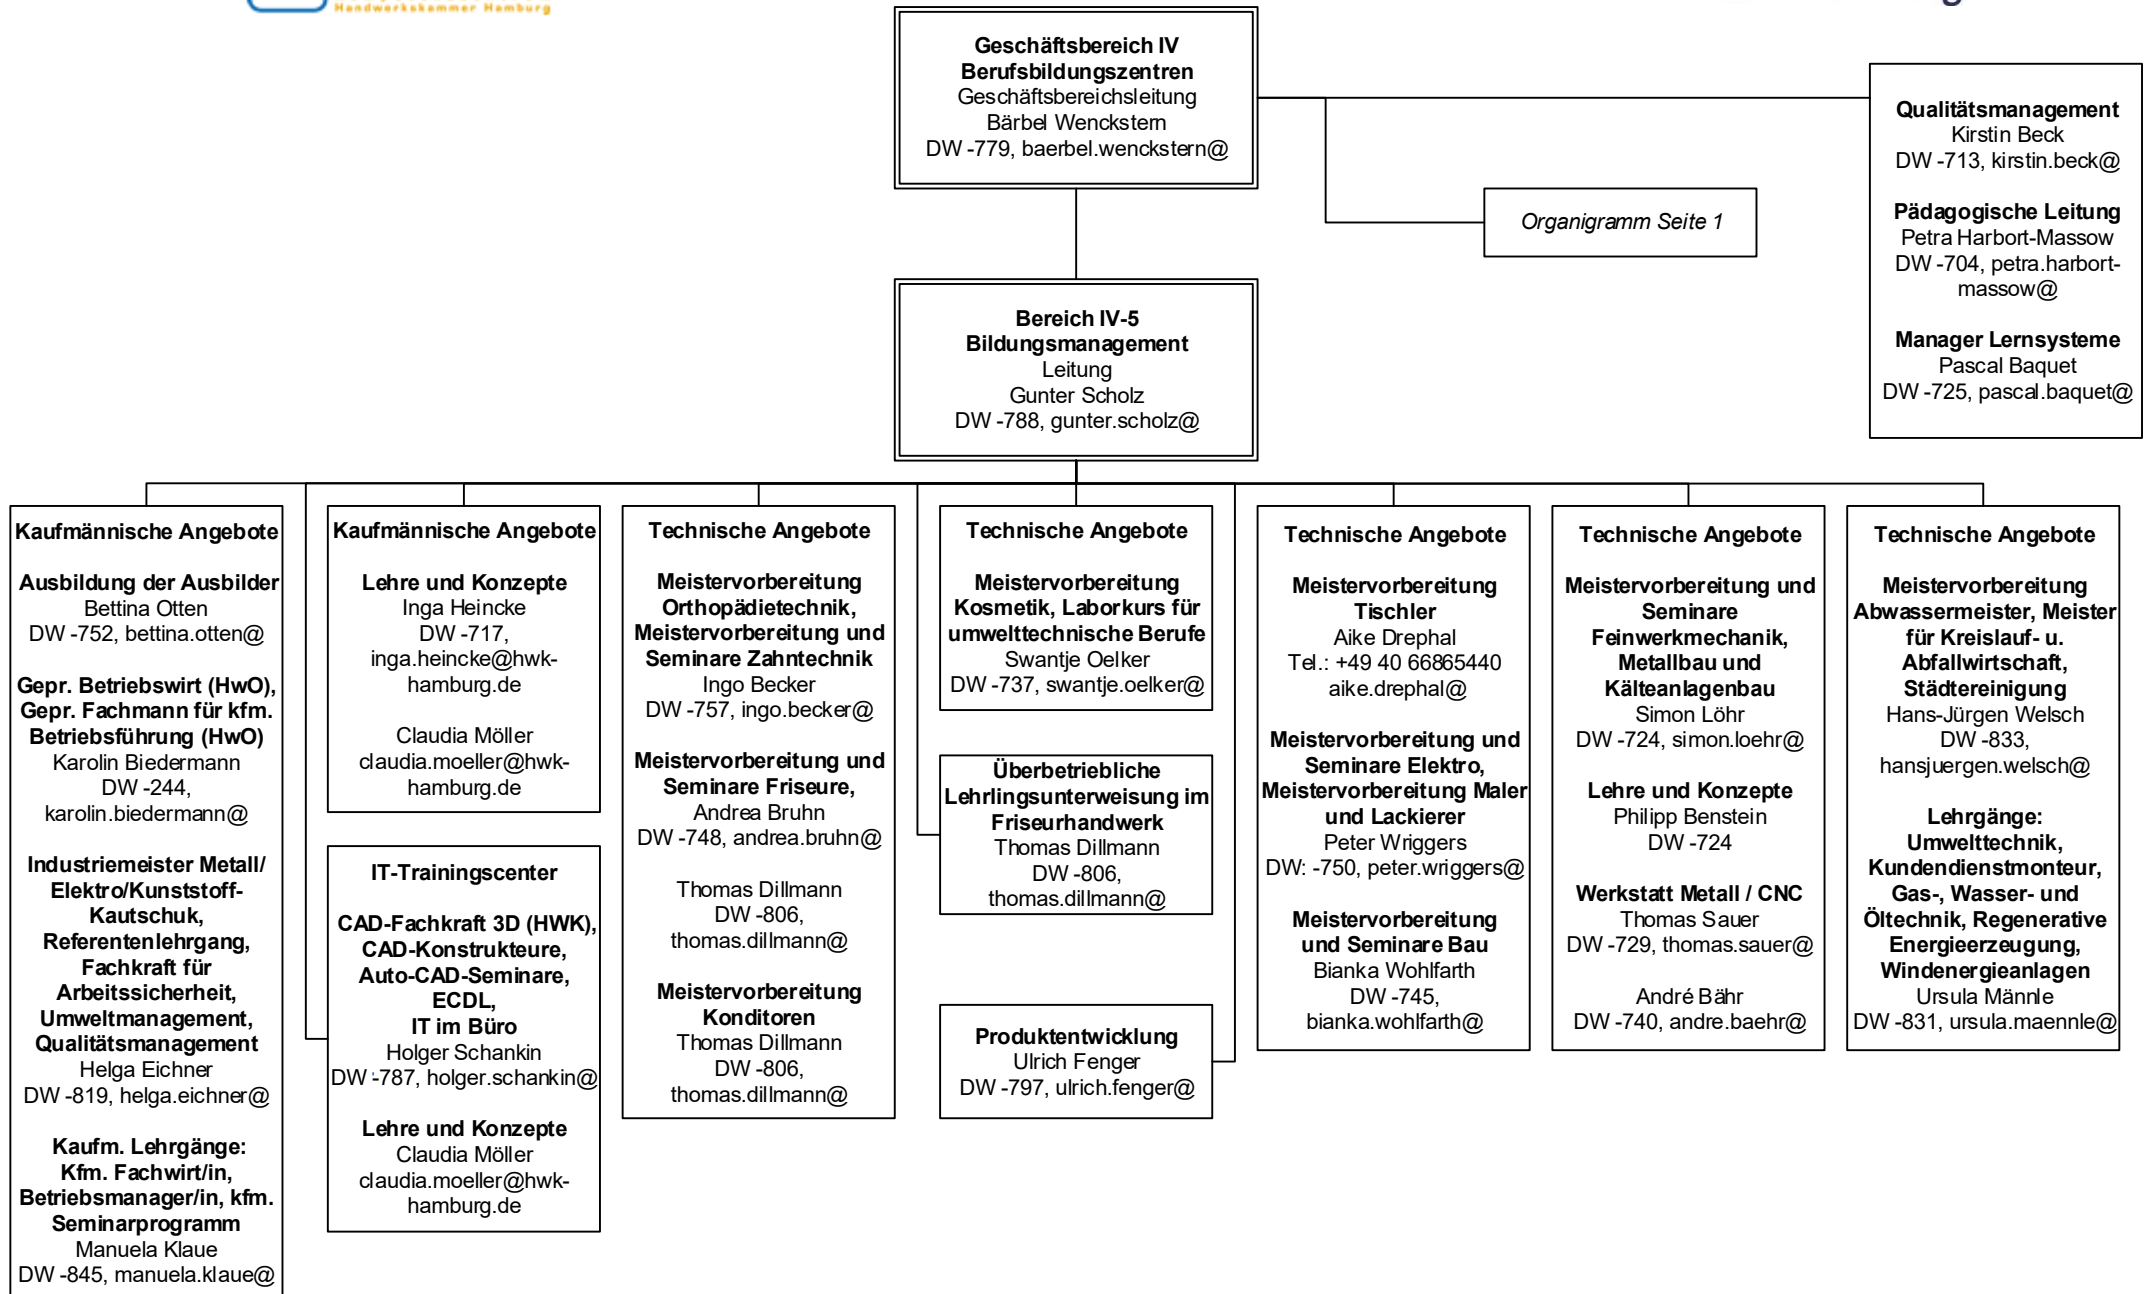 Handwerkskammer Hamburg
Geschäftsbereich IV
Berufsbildungszentren
Geschäftsbereichsleitung
Bärbel Wenckstern
DW -779, baerbel.wenckstern@
Qualitätsmanagement
Kirstin Beck
DW -713, kirstin.beck@
Pädagogische Leitung
Petra Harbort-Massow
DW -704, petra.harbort-
massow@
Manager Lernsysteme
Pascal Baquet
DW -725, pascal.baquet@
Organigramm Seite 1
Bereich IV-5
Bildungsmanagement
Leitung
Gunter Scholz
DW -788, gunter.scholz@
Kaufmännische Angebote
Ausbildung der Ausbilder
Bettina Otten
DW -752, bettina.otten@
Gepr. Betriebswirt (HwO),
Gepr. Fachmann für kfm.
Betriebsführung (HwO)
Karolin Biedermann
DW -244,
karolin.biedermann@
Industriemeister Metall/
Elektro/Kunststoff-
Kautschuk,
Referentenlehrgang,
Fachkraft für
Arbeitssicherheit,
Umweltmanagement,
Qualitätsmanagement
Helga Eichner
DW -819, helga.eichner@
Kaufm. Lehrgänge:
Kfm. Fachwirt/in,
Betriebsmanager/in, kfm.
Seminarprogramm
Manuela Klaue
DW -845, manuela.klaue@
Kaufmännische Angebote
Lehre und Konzepte
Inga Heincke
DW -717,
inga.heincke@hwk-
hamburg.de
Claudia Möller
claudia.moeller@hwk-
hamburg.de
IT-Trainingscenter
CAD-Fachkraft 3D (HWK),
CAD-Konstrukteure,
Auto-CAD-Seminare,
ECDL,
IT im Büro
Holger Schankin
DW -787, holger.schankin@
Lehre und Konzepte
Claudia Möller
claudia.moeller@hwk-
hamburg.de
Technische Angebote
Meistervorbereitung
Orthopädietechnik,
Meistervorbereitung und
Seminare Zahntechnik
Ingo Becker
DW -757, ingo.becker@
Meistervorbereitung und
Seminare Friseure,
Andrea Bruhn
DW -748, andrea.bruhn@
Thomas Dillmann
DW -806,
thomas.dillmann@
Meistervorbereitung
Konditoren
Thomas Dillmann
DW -806,
thomas.dillmann@
Technische Angebote
Meistervorbereitung
Kosmetik, Laborkurs für
umwelttechnische Berufe
Swantje Oelker
DW -737, swantje.oelker@
Überbetriebliche
Lehrlingsunterweisung im
Friseurhandwerk
Thomas Dillmann
DW -806,
thomas.dillmann@
Produktentwicklung
Ulrich Fenger
DW -797, ulrich.fenger@
Technische Angebote
Meistervorbereitung
Tischler
Aike Drephal
Tel.: +49 40 66865440
aike.drephal@
Meistervorbereitung und
Seminare Elektro,
Meistervorbereitung Maler
und Lackierer
Peter Wriggers
DW: -750, peter.wriggers@
Meistervorbereitung
und Seminare Bau
Bianka Wohlfarth
DW -745,
bianka.wohlfarth@
Technische Angebote
Meistervorbereitung und
Seminare
Feinwerkmechanik,
Metallbau und
Kälteanlagenbau
Simon Löhr
DW -724, simon.loehr@
Lehre und Konzepte
Philipp Benstein
DW -724
Werkstatt Metall / CNC
Thomas Sauer
DW -729, thomas.sauer@
André Bähr
DW -740, andre.baehr@
Technische Angebote
Meistervorbereitung
Abwassermeister, Meister
für Kreislauf- u.
Abfallwirtschaft,
Städtereinigung
Hans-Jürgen Welsch
DW -833,
hansjuergen.welsch@
Lehrgänge:
Umwelttechnik,
Kundendienstmonteur,
Gas-, Wasser- und
Öltechnik, Regenerative
Energieerzeugung,
Windenergieanlagen
Ursula Männle
DW -831, ursula.maennle@